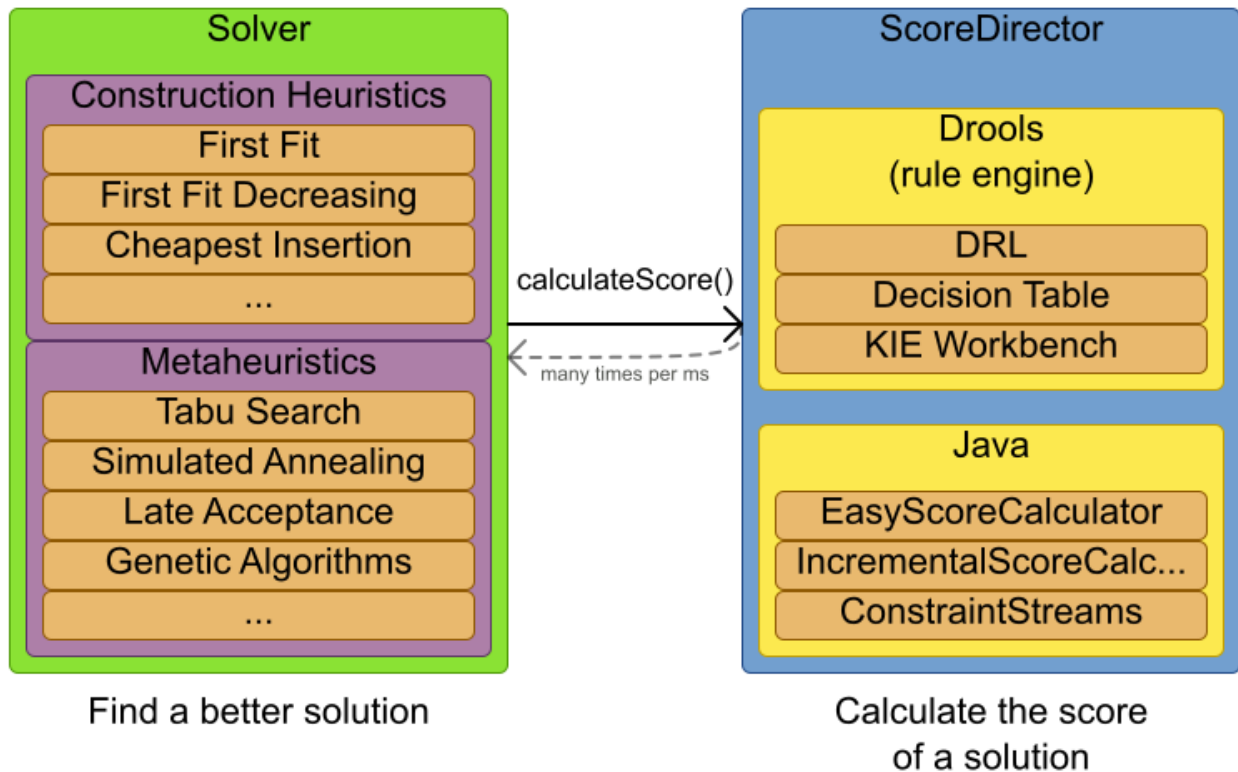 Solver
Construction Heuristics
First Fit
First Fit Decreasing
Cheapest Insertion
...
Metaheuristics
Tabu Search
Simulated Annealing
Late Acceptance
Genetic Algorithms
...
Find a better solution
calculateScore()
many times per ms
ScoreDirector
Drools
(rule engine)
DRL
Decision Table
KIE Workbench
Java
EasyScoreCalculator
IncrementalScoreCalc...
ConstraintStreams
Calculate the score
of a solution